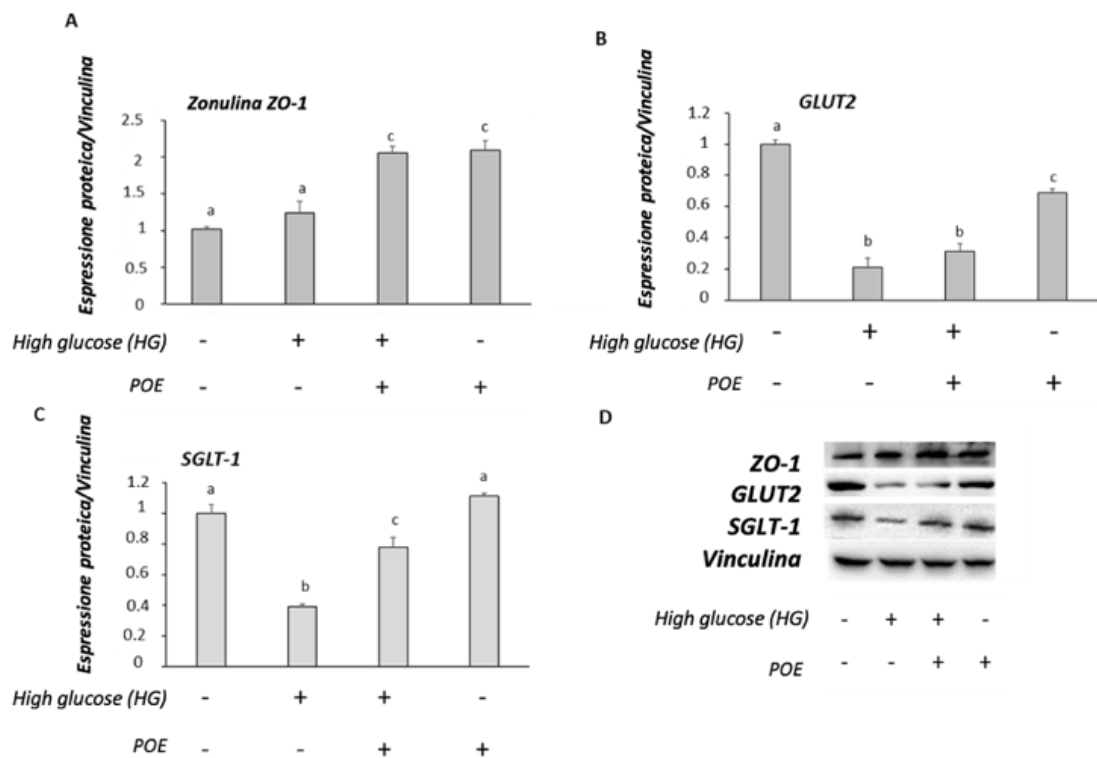 A
Espressione proteica/Vinculina
Zonulina ZO-1
2.5
2
1.5
1
0.5
0
a
a
c
c
High glucose (HG) - + + -
POE - - + +
B
Espressione proteica/Vinculina
GLUT2
1.2
1
0.8
0.6
0.4
0.2
0
a
b
b
c
High glucose (HG) - + + -
POE - - + +
C
Espressione proteica/Vinculina
SGLT-1
1.2
1
0.8
0.6
0.4
0.2
0
a
b
c
a
High glucose (HG) - + + -
POE - - + +
D
ZO-1
GLUT2
SGLT-1
Vinculina
High glucose (HG) - + + -
POE - - + +